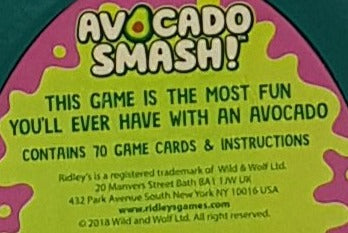 AVOCADO
SMASH!™
THIS GAME IS THE MOST FUN
YOU'LL EVER HAVE WITH AN AVOCADO
CONTAINS 70 GAME CARDS & INSTRUCTIONS
Ridley's is a registered trademark of Wild & Wolf Ltd.
20 Manvers Street Bath BA1 1JW UK
432 Park Avenue South New York NY 10016 USA
www.ridleysgames.com
© 2018 Wild and Wolf Ltd. All right reserved.